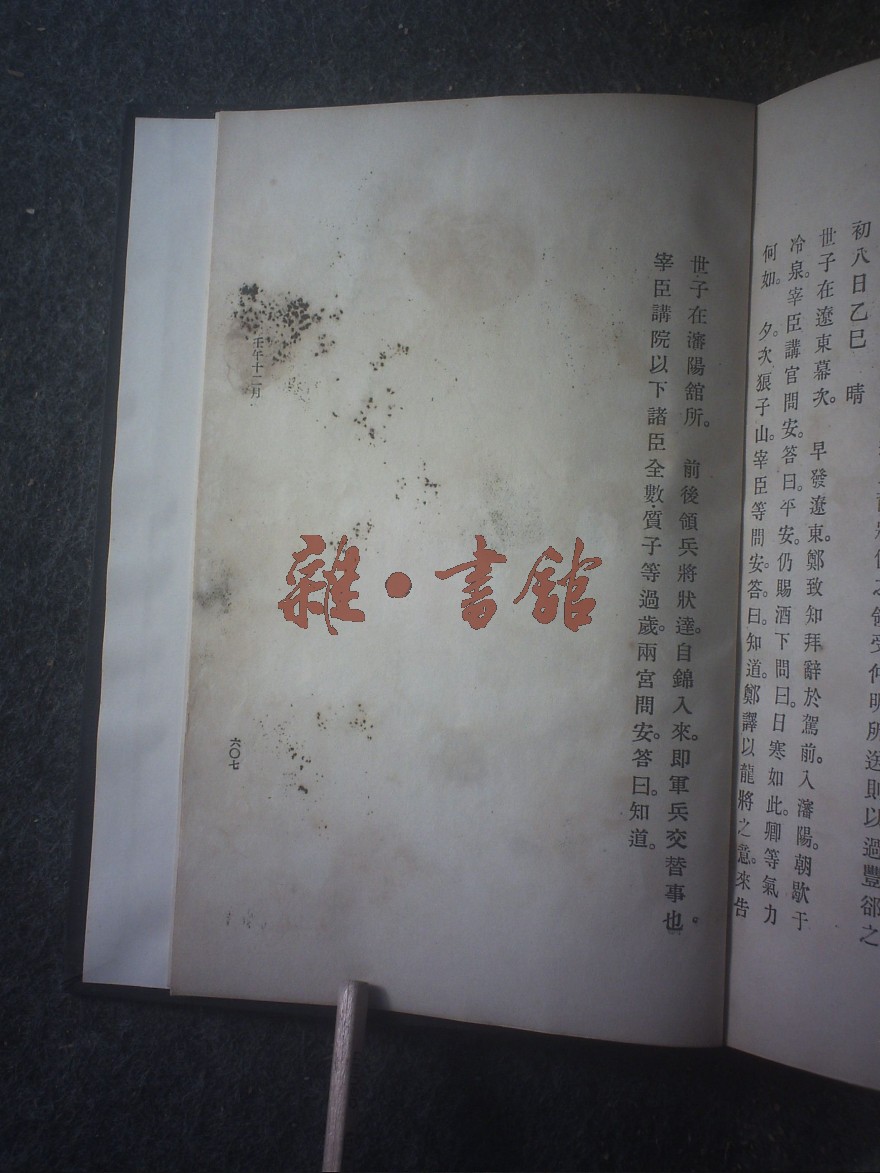 初八日乙巳　晴
世子在遼東幕次。　早發遼東。鄭致知拜辭於駕前。入瀋陽。朝歇于
冷泉。宰臣講官問安。答曰。平安。仍賜酒下問曰。日寒如此。卿等氣力
何如。　夕次狼子山。宰臣等問安。答曰。知道。鄭譯以龍將之意。來告
世子在瀋陽舘所。　前後領兵將狀達。自錦入來。即軍兵交替事也。
宰臣講院以下諸臣全數·質子等過歲。兩宮問安。答曰。知道。
壬午十二月
六〇七
雜·書館